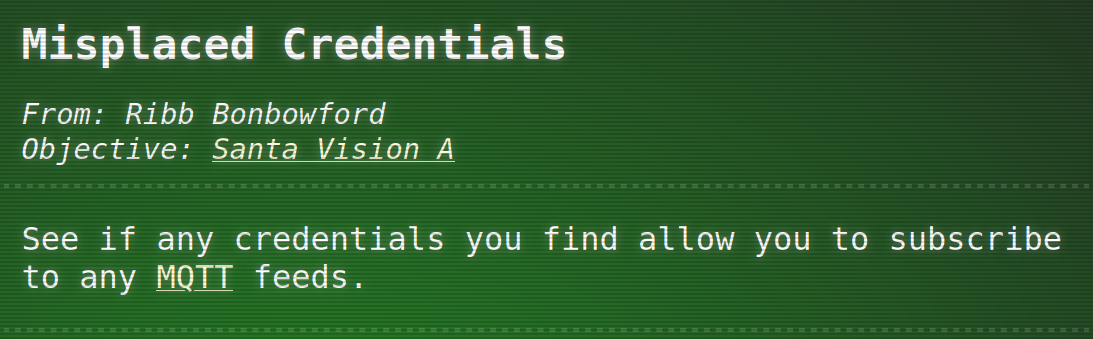 Misplaced Credentials
From: Ribb Bonbowford
Objective: Santa Vision A
See if any credentials you find allow you to subscribe
to any MQTT feeds.